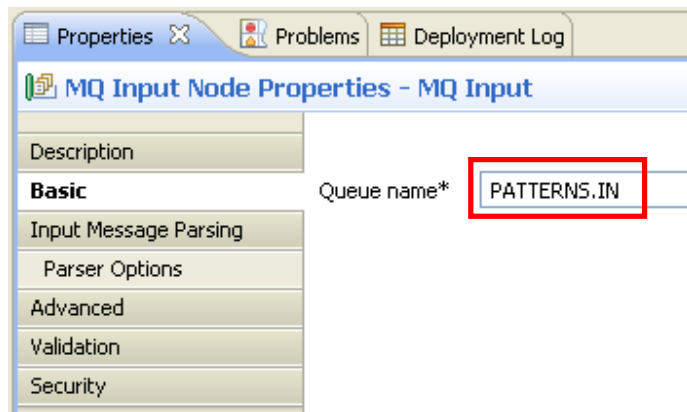 Properties Problems Deployment Log
MQ Input Node Properties - MQ Input
Description
Basic Queue name* PATTERNS.IN
Input Message Parsing
Parser Options
Advanced
Validation
Security